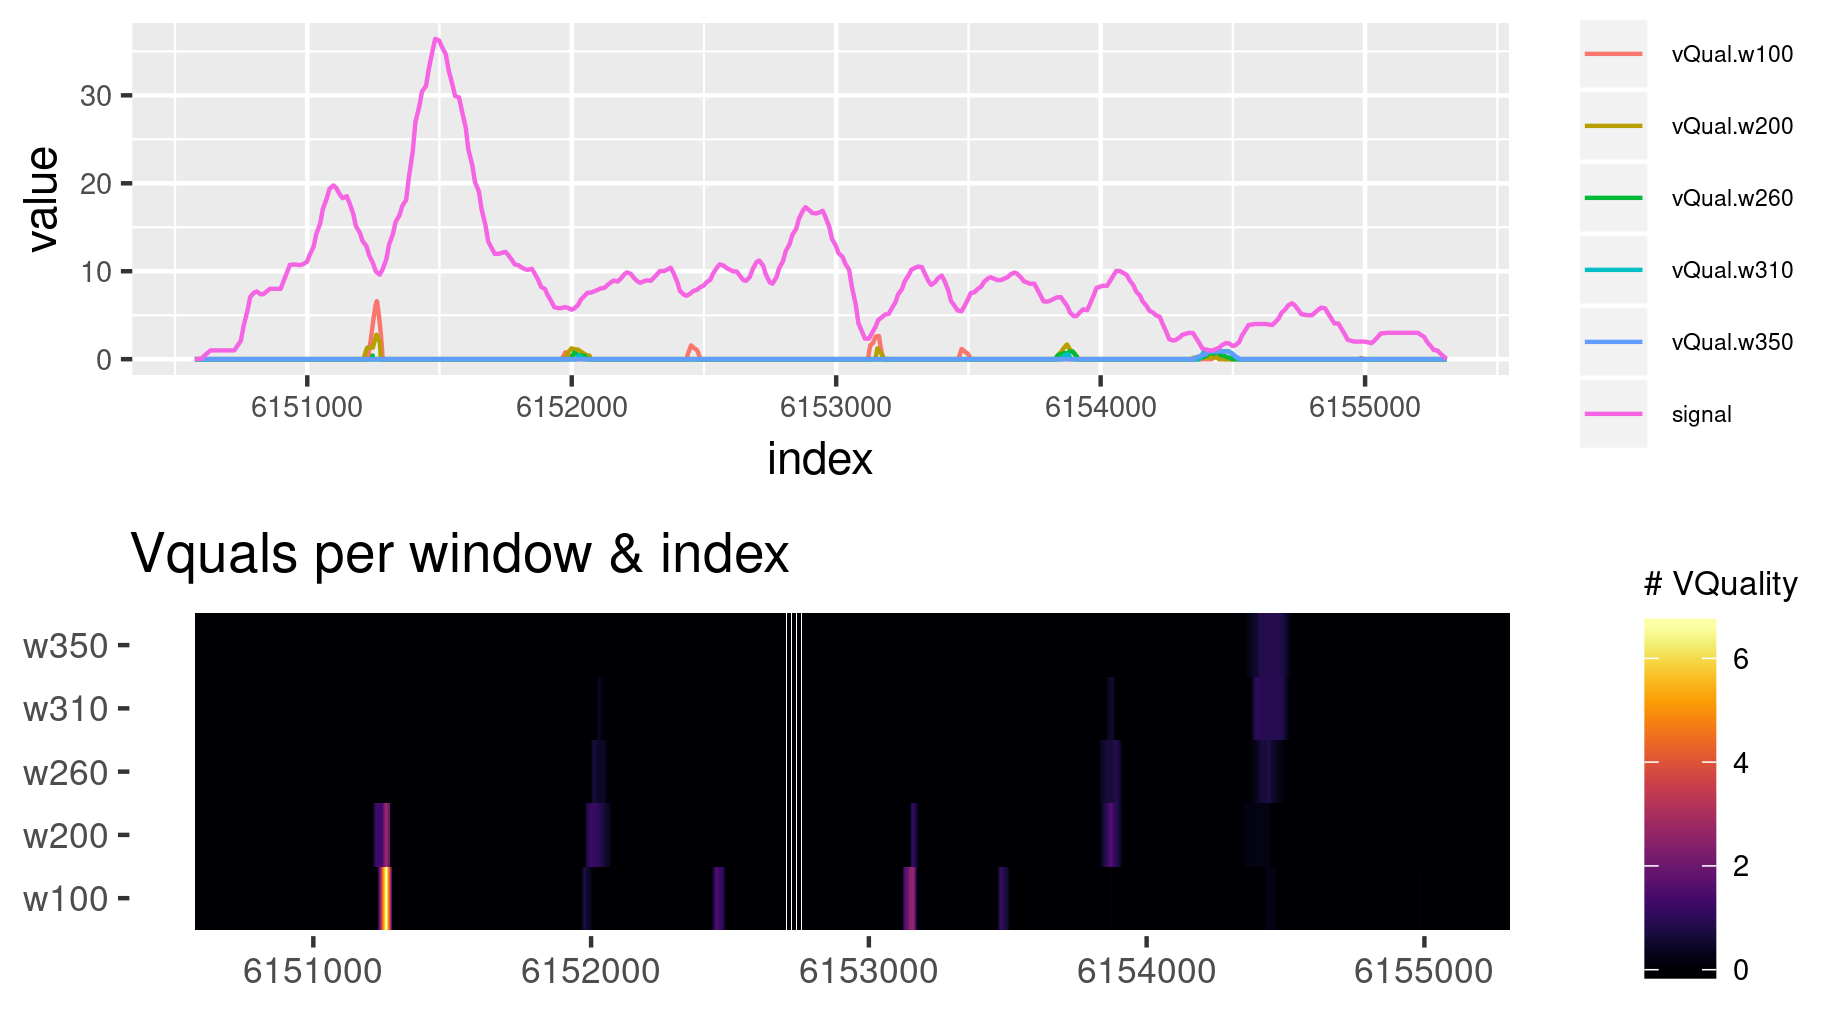 value
30
20
10
0
6151000 6152000 6153000 6154000 6155000
index
vQual.w100
vQual.w200
vQual.w260
vQual.w310
vQual.w350
signal
Vquals per window & index
w350
w310
w260
w200
w100
6151000 6152000 6153000 6154000 6155000
# VQuality
6
4
2
0